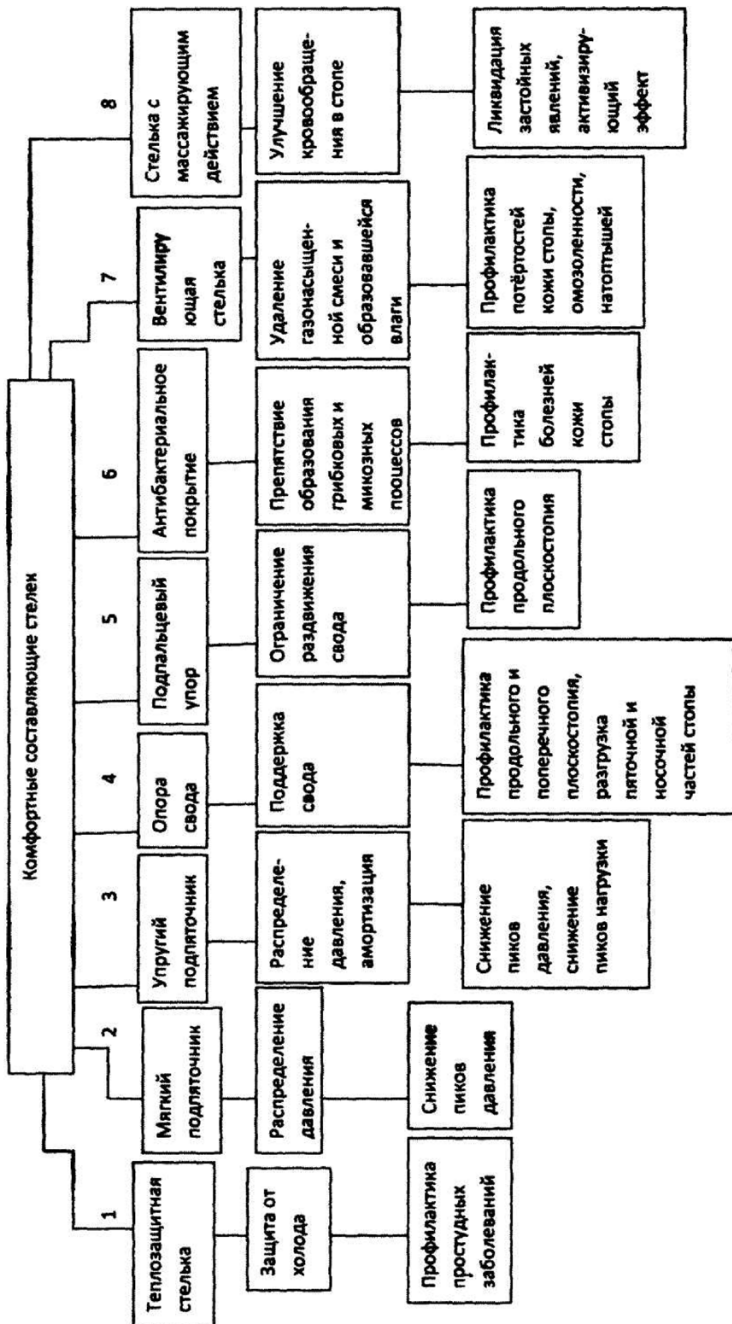 Комфортные составляющие стелек
1
2
3
4
5
6
7
8
Теплозащитная
стелька
Мягкий
подпяточник
Упругий
подпяточник
Опора
свода
Подпальцевый
упор
Антибактериальное
покрытие
Вентилиру
ющая
стелька
Стелька с
массажирующим
действием
Защита от
холода
Распределение
давления
Распределе-
ние
давления,
амортизация
Поддержка
свода
Ограничение
раздвижения
свода
Препятствие
образования
грибковых и
микозных
процессов
Удаление
газонасыщен-
ной смеси и
образовавшейся
влаги
Улучшение
кровообраще-
ния в стопе
Профилактика
простудных
заболеваний
Снижение
пиков
давления
Снижение
пиков
давления,
снижение
пиков нагрузки
Профилактика
продольного и
поперечного
плоскостопия,
разгрузка
пяточной и
носочной
частей стопы
Профилактика
продольного
плоскостопия
Профилак-
тика
болезней
кожи
стопы
Профилактика
потёртостей
кожи стопы,
омозоленности,
натоптышей
Ликвидация
застойных
явлений,
активизиру-
ющий
эффект